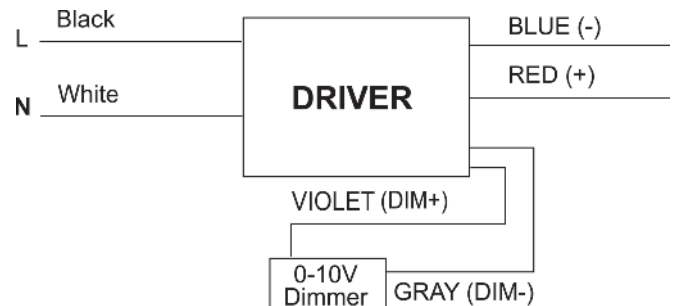 Black
L
BLUE (-)
RED (+)
White
N
DRIVER
VIOLET (DIM+)
0-10V
Dimmer
GRAY (DIM-)